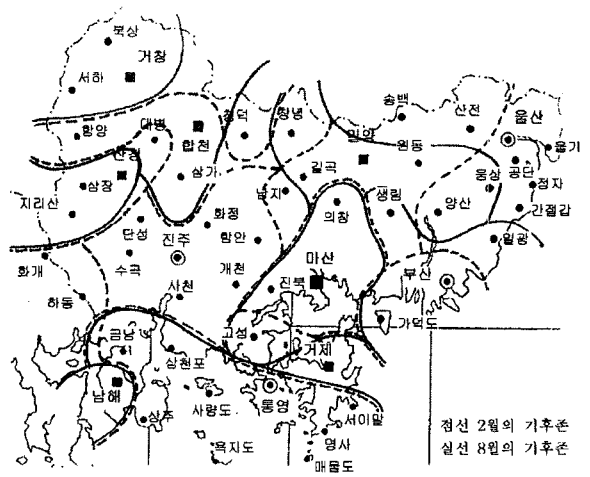 북상
거창
서하
함양
대병
합천
청덕
창녕
송백
산전
울산
밀양
원동
울기
공단
웅상
정자
산청
삼장
삼가
길곡
남지
의창
생림
양산
간절갑
지리산
화정
함안
단성
진주
일광
화개
수곡
개천
마산
진북
부산
하동
사천
고성
가덕도
금남
삼천포
거제
남해
상주
사량도
통영
서이말
명사
욕지도
매물도
점선 2월의 기후존
실선 8월의 기후존